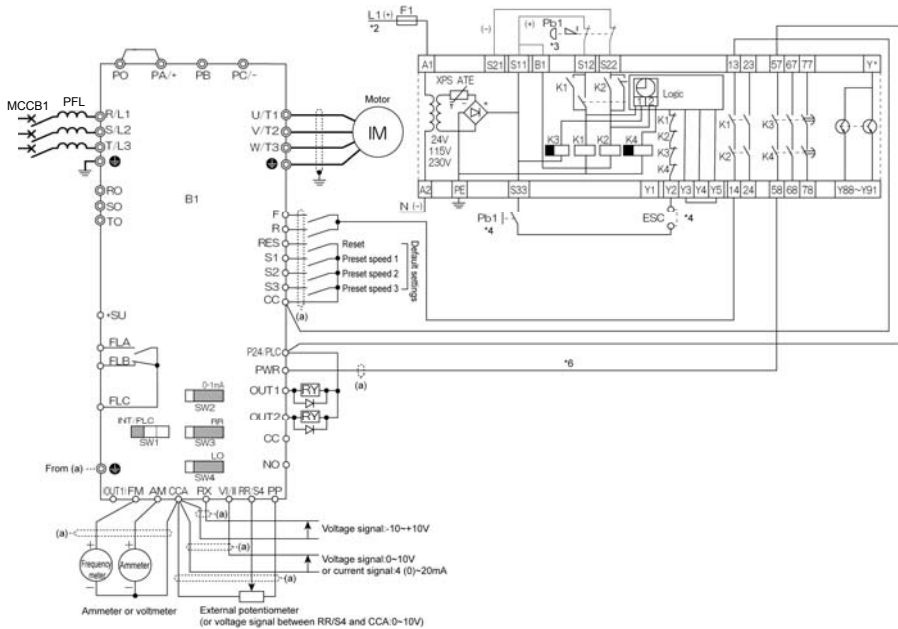 L1 (+) F1
*2
(-) (+) Pb1
*3
A1 S21 S11 B1 S12 S22 13 23 57 67 77 Y*
XPS ATE
K1 K2 Logic
1 2
24V
115V
230V
K3 K1 K2 K4
K1
K2
K3
K4
K1 K3
K2 K4
A2 PE S33 Y1 Y2 Y3 Y4 Y5 14 24 58 68 78 Y88~Y91
N (-)
Pb1
*4
ESC
*4
PO PA/+ PB PC/-
MCCB1 PFL
R/L1
S/L2
T/L3
U/T1
V/T2
W/T3
Motor
IM
RO
SO
TO
B1
F
R
RES Reset
S1 Preset speed 1
S2 Preset speed 2
S3 Preset speed 3
CC
Default settings
(a)
+SU
FLA
FLB
FLC
P24/PLC
PWR
(a)
*6
OUT1 RY
OUT2 RY
CC
NO
0-1mA
SW2
INT/PLC
SW1
RR
SW3
LO
SW4
From (a)
(OUT1) FM AM CCA RX VI/II RR/S4 PP
(a)
(a)
(a)
(a)
+ +
Frequency
meter
Ammeter
- -
Voltage signal:-10~+10V
Voltage signal:0~10V
or current signal:4 (0)~20mA
Ammeter or voltmeter
External potentiometer
(or voltage signal between RR/S4 and CCA:0~10V)